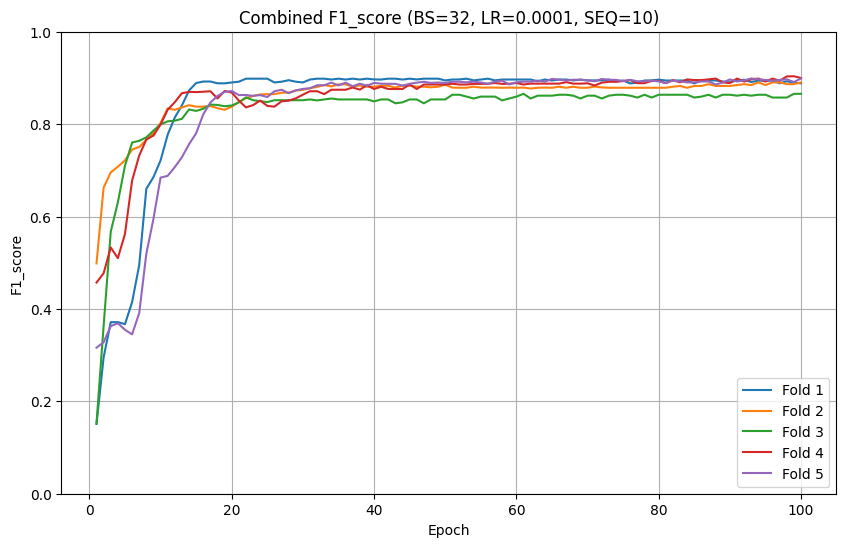 Combined F1_score (BS=32, LR=0.0001, SEQ=10)
1.0
0.8
0.6
0.4
0.2
0.0
F1_score
0 20 40 60 80 100
Epoch
Fold 1
Fold 2
Fold 3
Fold 4
Fold 5